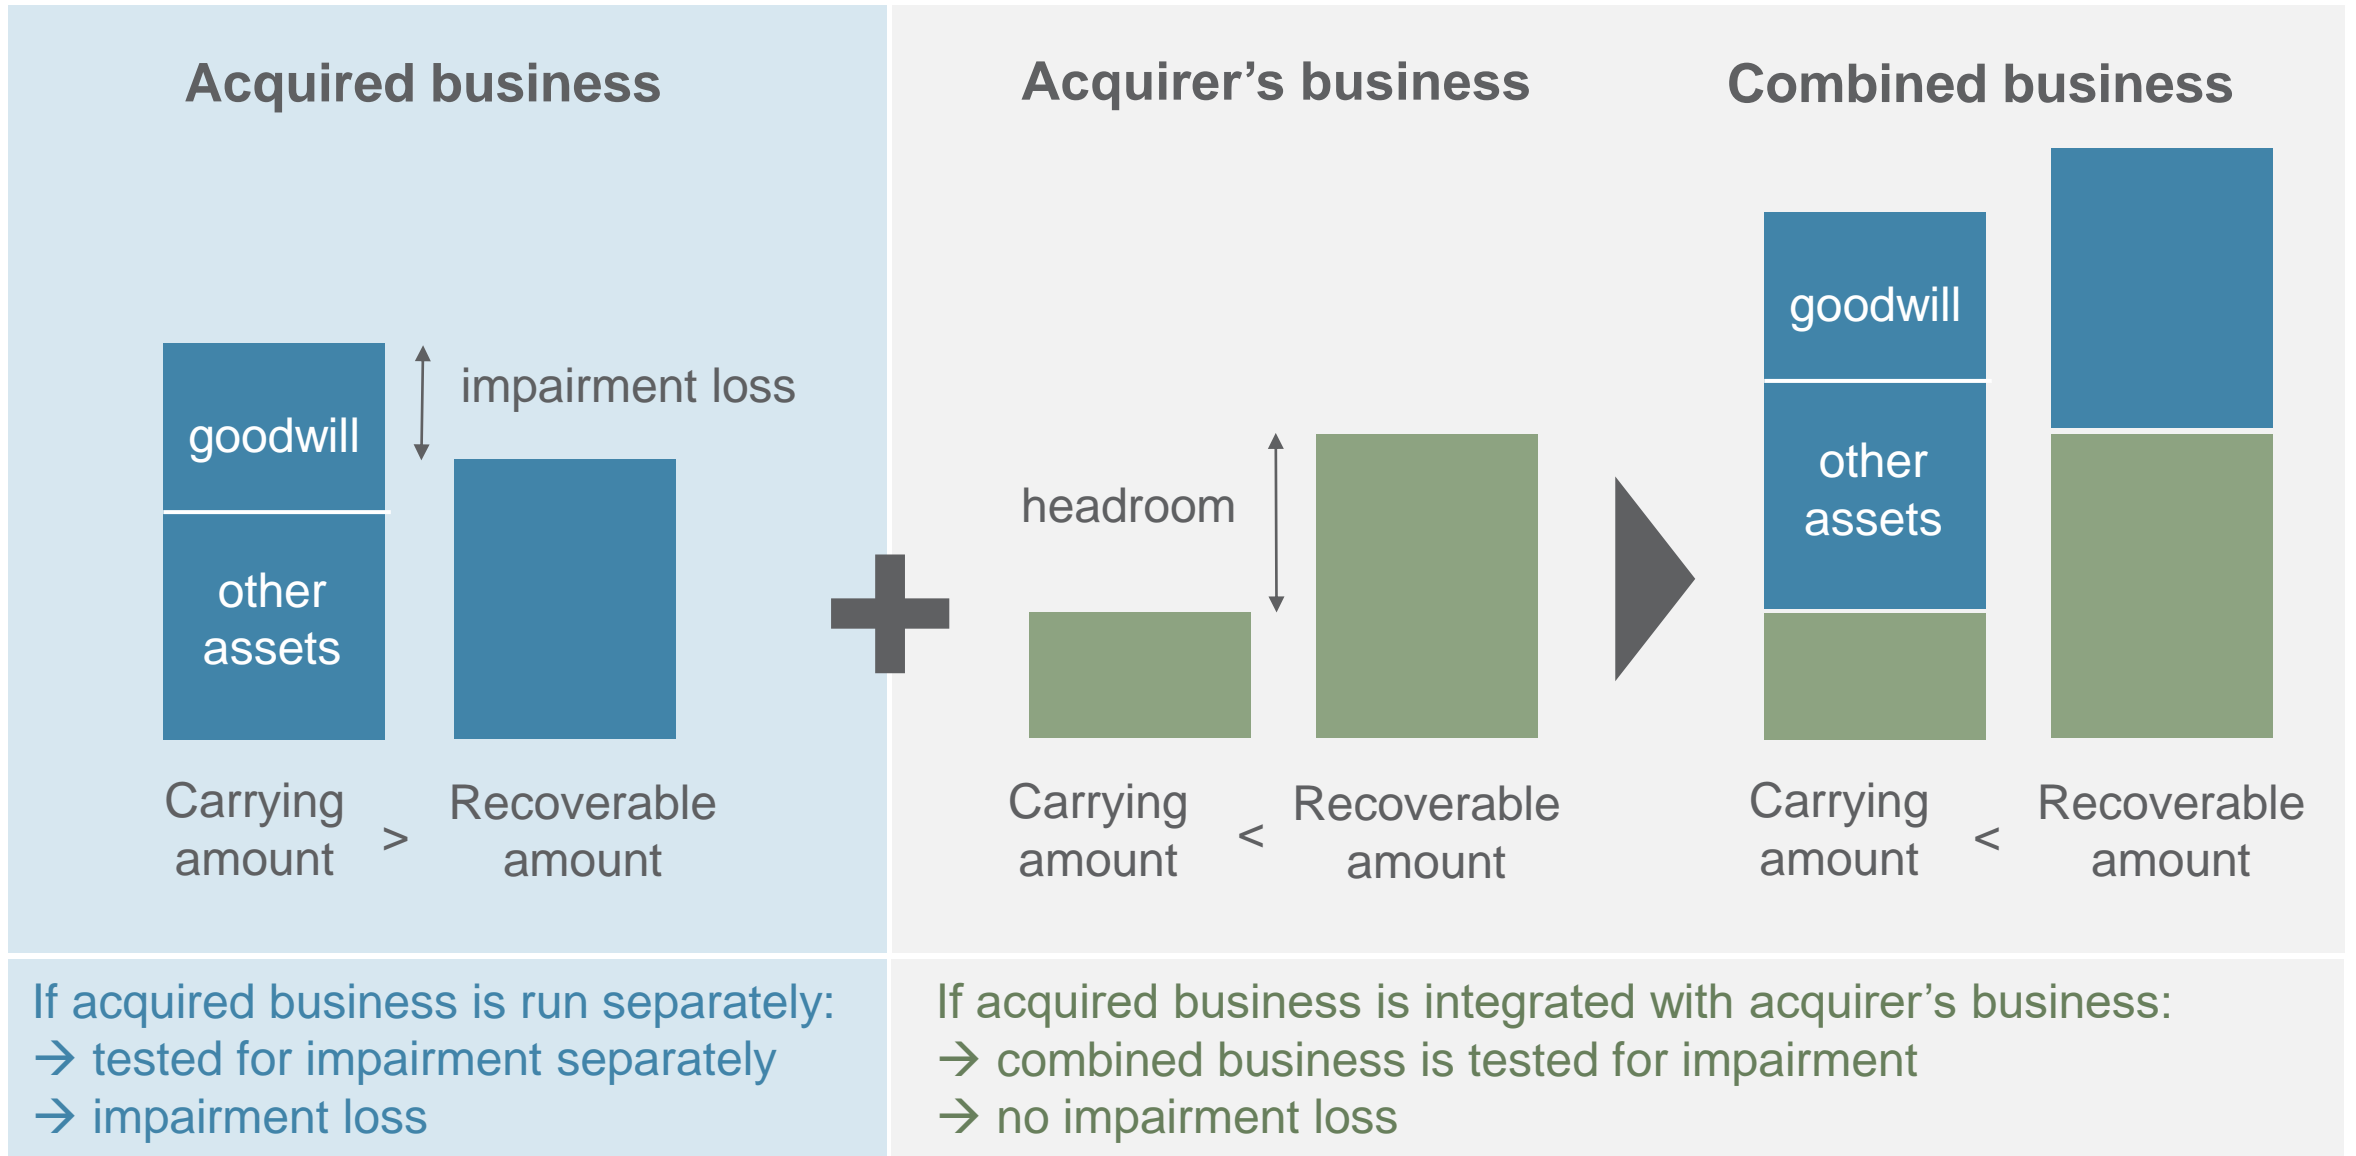 Acquired business
goodwill
other
assets
impairment loss
Carrying
amount
>
Recoverable
amount
Acquirer’s business
headroom
Carrying
amount
<
Recoverable
amount
Combined business
goodwill
other
assets
Carrying
amount
<
Recoverable
amount
If acquired business is run separately:
→ tested for impairment separately
→ impairment loss
If acquired business is integrated with acquirer’s business:
→ combined business is tested for impairment
→ no impairment loss